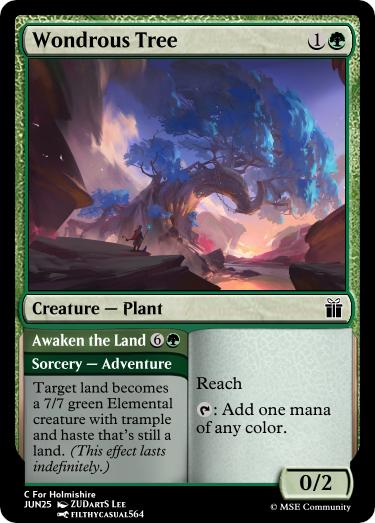 Wondrous Tree 1
Creature — Plant
Awaken the Land 6
Sorcery — Adventure
Target land becomes
a 7/7 green Elemental
creature with trample
and haste that's still a
land. (This effect lasts
indefinitely.)
Reach
: Add one mana
of any color.
0/2
C For Holmishire
JUN25 ZUDartS Lee
filthycasual564
© MSE Community